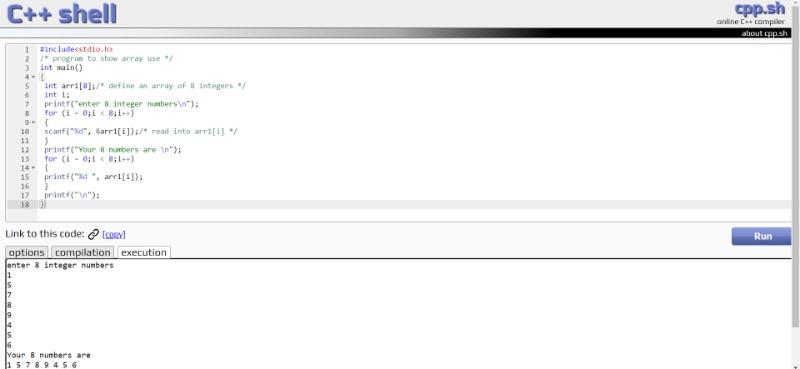 C++ shell
cpp.sh
online C++ compiler
about cpp.sh
1 #include<stdio.h>
2 /* program to show array use */
3 int main()
4 {
5 int arr1[8];/* define an array of 8 integers */
6 int i;
7 printf("enter 8 integer numbers\n");
8 for (i = 0;i < 8;i++)
9 {
10 scanf("%d", &arr1[i]);/* read into arr1[i] */
11 }
12 printf("Your 8 numbers are \n");
13 for (i = 0;i < 8;i++)
14 {
15 printf("%d ", arr1[i]);
16 }
17 printf("\n");
18 }
Link to this code: [copy]
Run
options compilation execution
enter 8 integer numbers
1
5
7
8
9
4
5
6
Your 8 numbers are
1 5 7 8 9 4 5 6